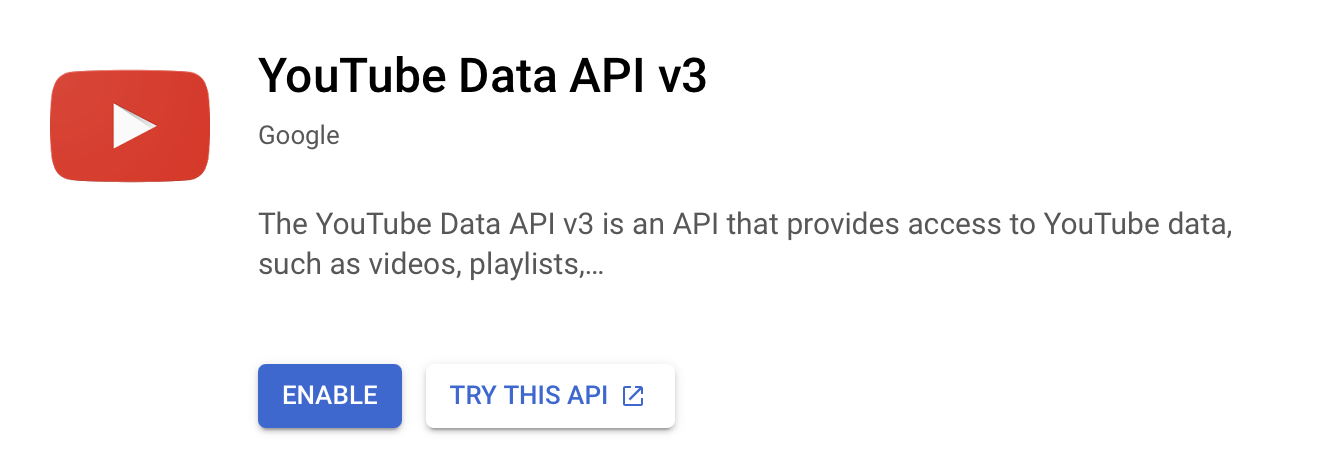 YouTube Data API v3
Google
The YouTube Data API v3 is an API that provides access to YouTube data,
such as videos, playlists,…
ENABLE
TRY THIS API